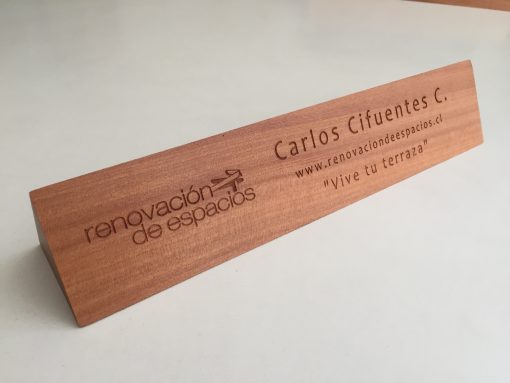 renovación
de espacios
Carlos Cifuentes C.
www.renovaciondeespacios.cl
"Vive tu terraza"